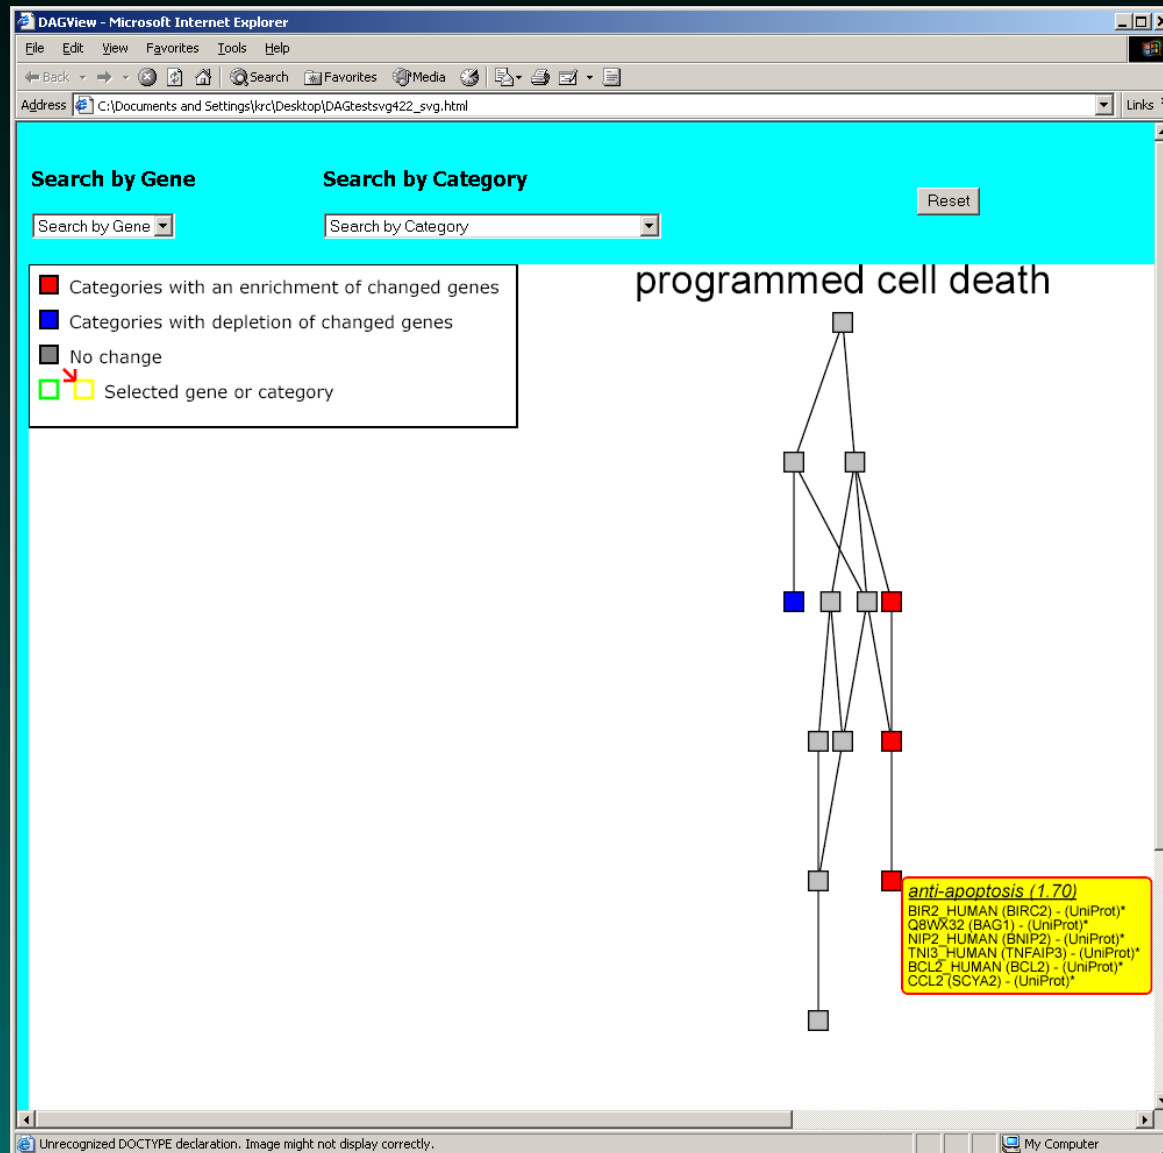 DAGView - Microsoft Internet Explorer
File Edit View Favorites Tools Help
Back Search Favorites Media
Address C:\Documents and Settings\krc\Desktop\DAGtestsvg422_svg.html Links
Search by Gene Search by Category
Reset
Search by Gene Search by Category
programmed cell death
Categories with an enrichment of changed genes
Categories with depletion of changed genes
No change
Selected gene or category
anti-apoptosis (1.70)
BIR2_HUMAN (BIRC2) - (UniProt)*
Q8WX32 (BAG1) - (UniProt)*
NIP2_HUMAN (BNIP2) - (UniProt)*
TNI3_HUMAN (TNFAIP3) - (UniProt)*
BCL2_HUMAN (BCL2) - (UniProt)*
CCL2 (SCYA2) - (UniProt)*
Unrecognized DOCTYPE declaration. Image might not display correctly. My Computer